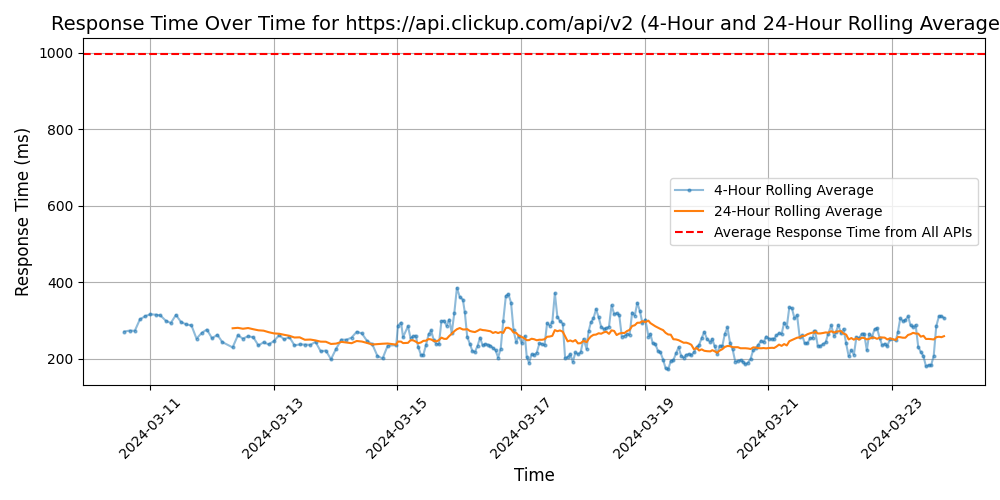 Response Time Over Time for https://api.clickup.com/api/v2 (4-Hour and 24-Hour Rolling Average
1000
800
600
400
200
Response Time (ms)
4-Hour Rolling Average
24-Hour Rolling Average
Average Response Time from All APIs
2024-03-11
2024-03-13
2024-03-15
2024-03-17
2024-03-19
2024-03-21
2024-03-23
Time